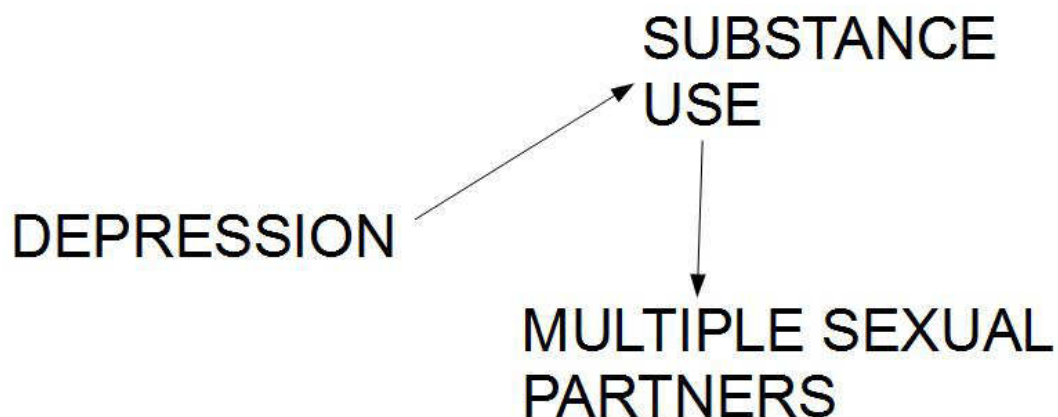 SUBSTANCE
USE
DEPRESSION
MULTIPLE SEXUAL
PARTNERS